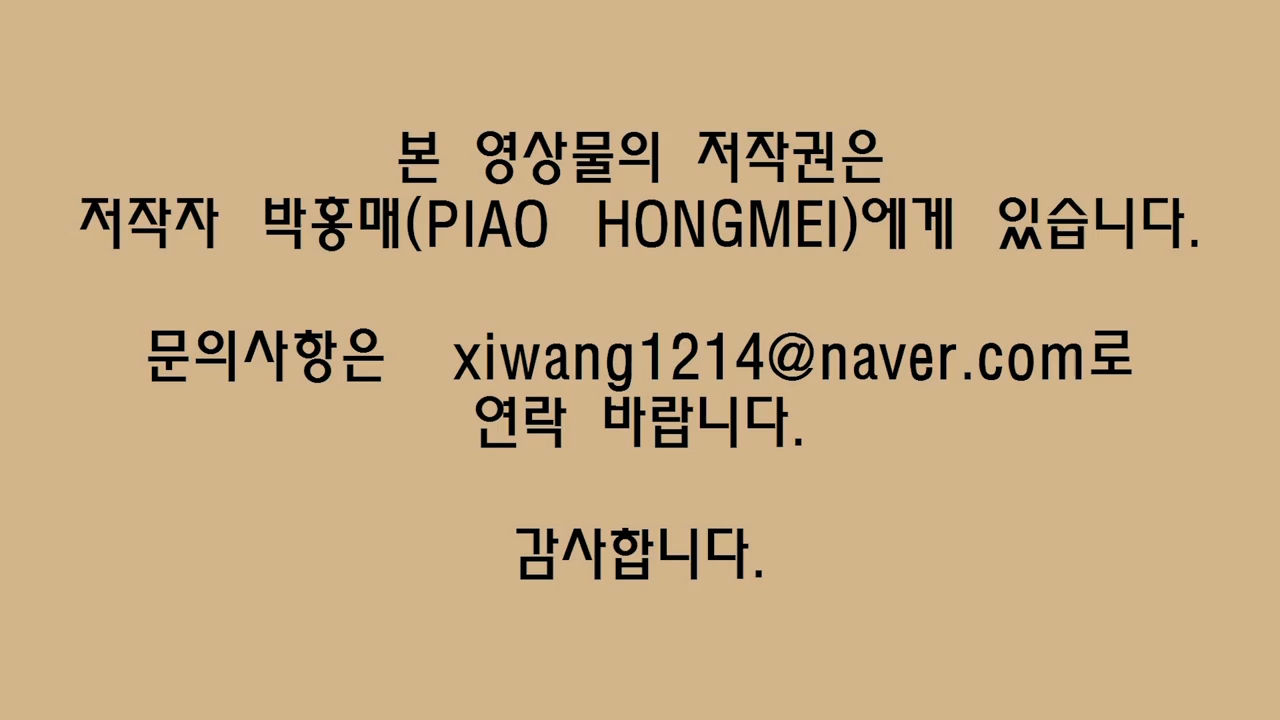 본 영상물의 저작권은
저작자 박홍매(PIAO HONGMEI)에게 있습니다.
문의사항은 xiwang1214@naver.com로
연락 바랍니다.
감사합니다.